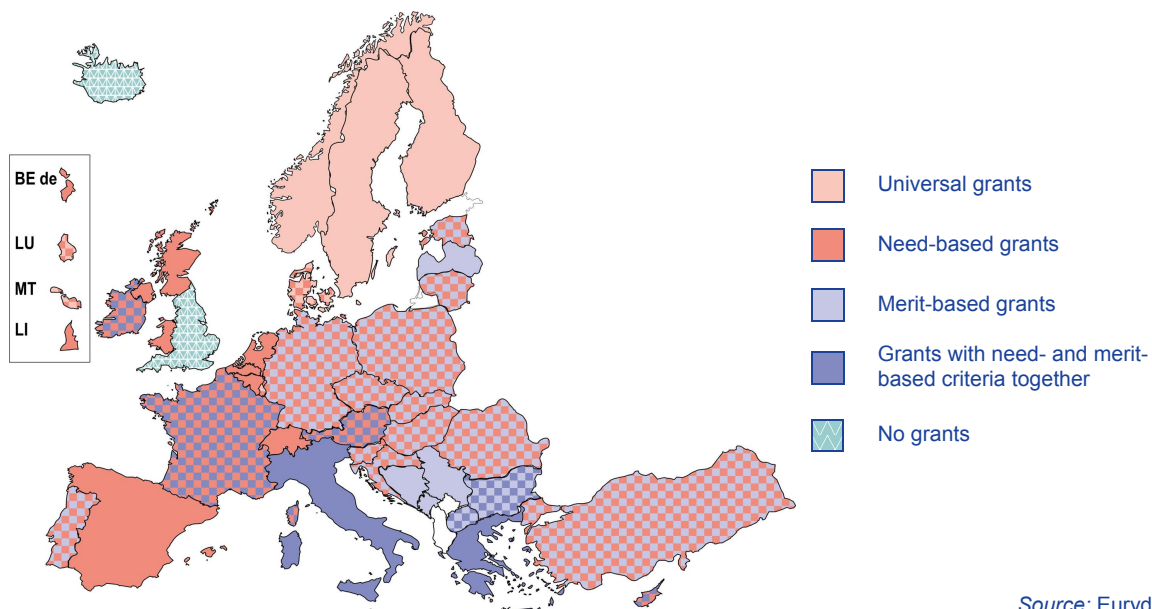 BE de
LU
MT
LI
Universal grants
Need-based grants
Merit-based grants
Grants with need- and merit-
based criteria together
No grants
Source: Euryd